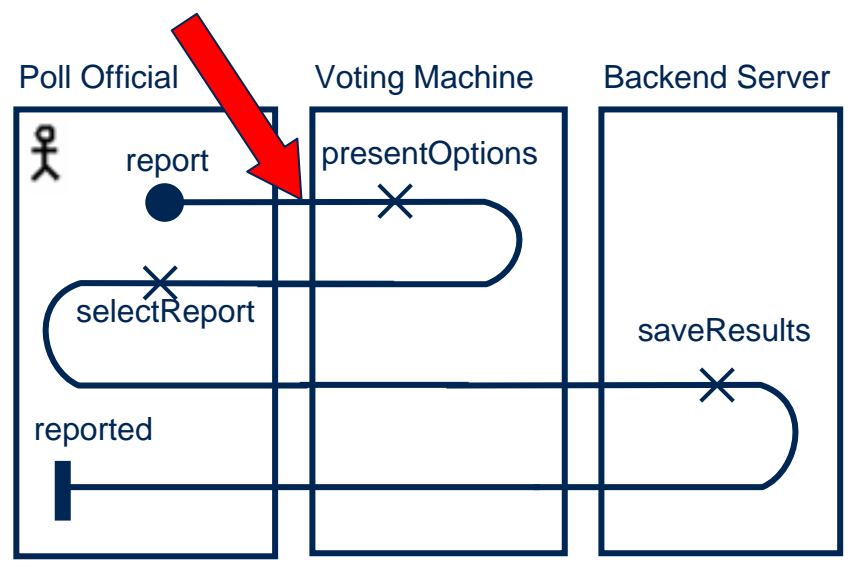 Poll Official
Voting Machine
Backend Server
report
presentOptions
selectReport
saveResults
reported